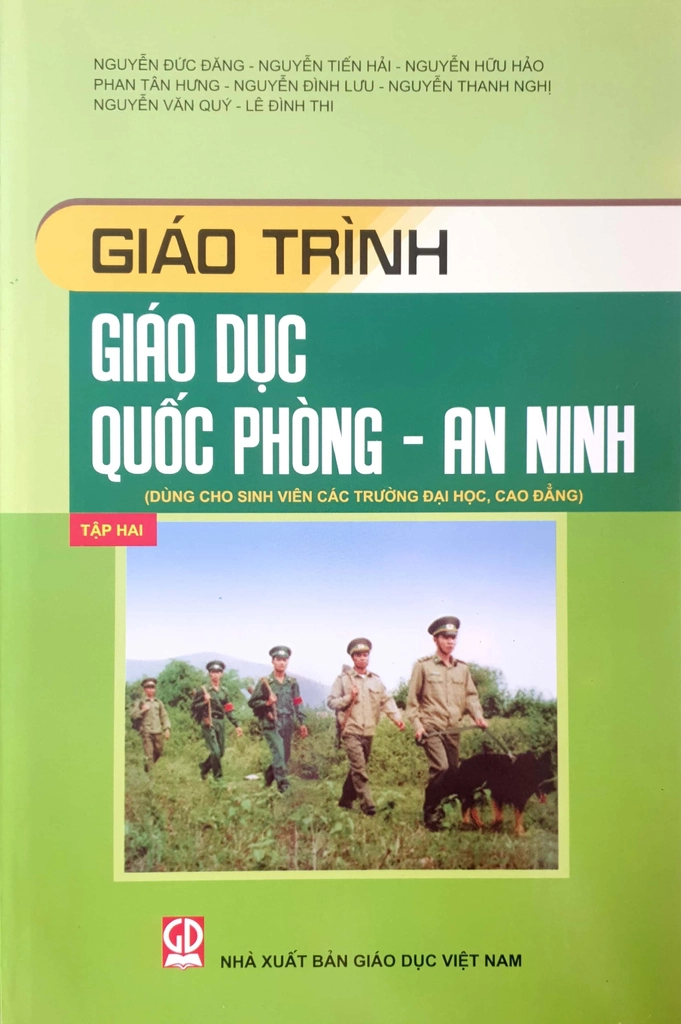 NGUYỄN ĐỨC ĐĂNG - NGUYỄN TIẾN HẢI - NGUYỄN HỮU HẢO
PHAN TÂN HƯNG - NGUYỄN ĐÌNH LƯU - NGUYỄN THANH NGHỊ
NGUYỄN VĂN QUÝ - LÊ ĐÌNH THI
GIÁO TRÌNH
GIÁO DỤC
QUỐC PHÒNG - AN NINH
(DÙNG CHO SINH VIÊN CÁC TRƯỜNG ĐẠI HỌC, CAO ĐẲNG)
TẬP HAI
GD
NHÀ XUẤT BẢN GIÁO DỤC VIỆT NAM